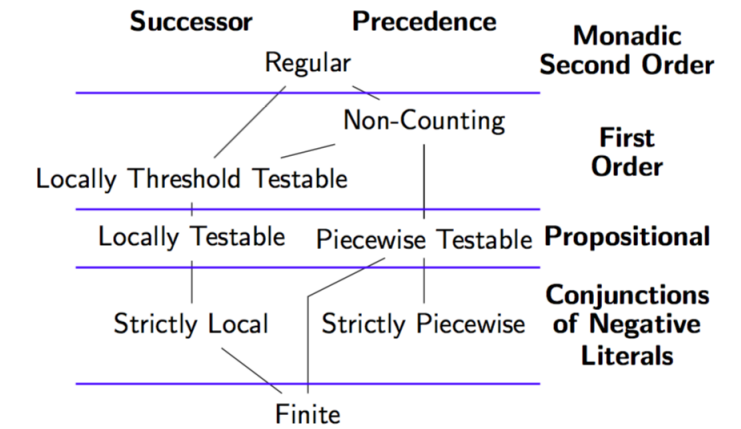 Successor Precedence
Monadic
Second Order
Regular
Non-Counting
First
Order
Locally Threshold Testable
Locally Testable Piecewise Testable Propositional
Conjunctions
of Negative
Literals
Strictly Local Strictly Piecewise
Finite